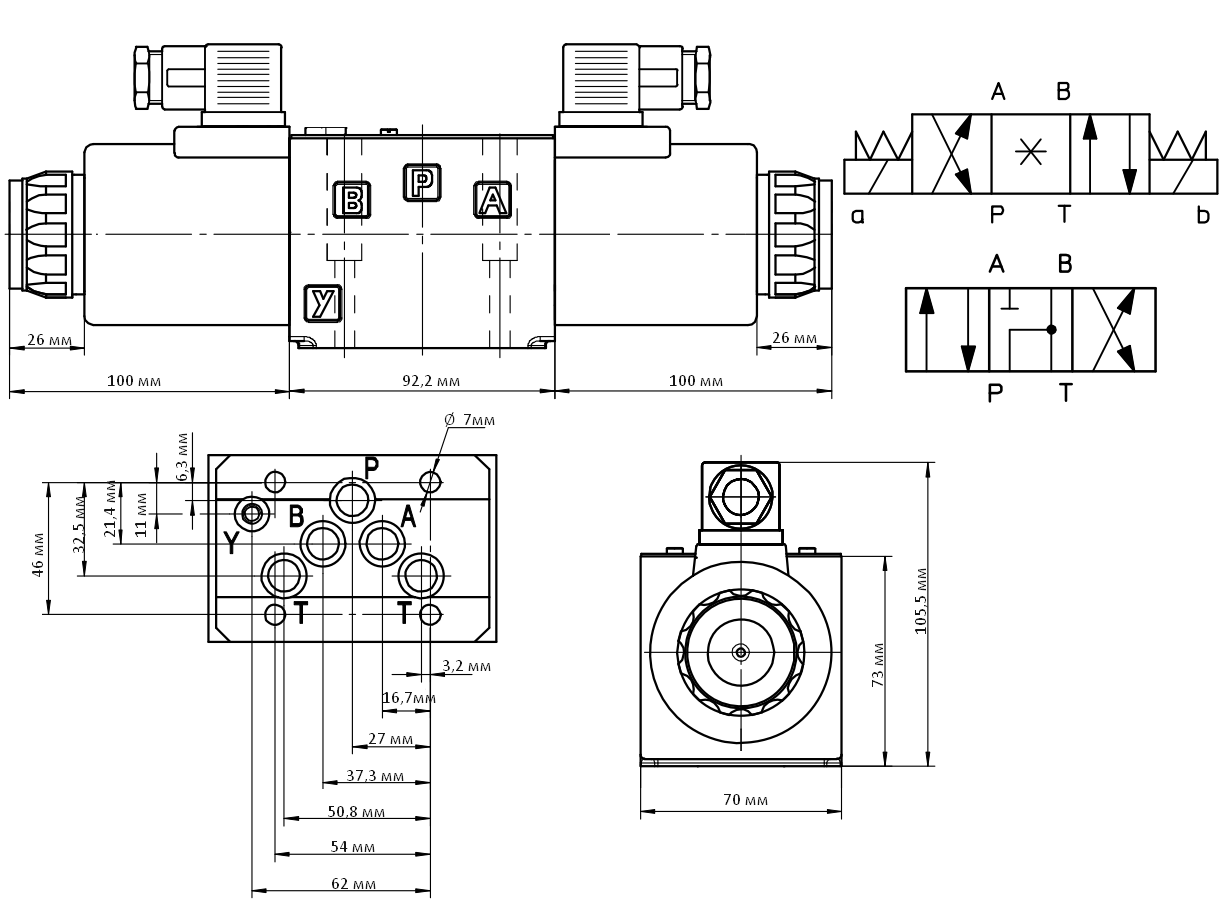 A B
a P T b
B P A
Y
A B
P T
26 мм
26 мм
100 мм
92,2 мм
100 мм
Ø 7мм
6,3 мм
11 мм
21,4 мм
32,5 мм
46 мм
P
B A
Y
T T
3,2 мм
16,7мм
27 мм
37,3 мм
50,8 мм
54 мм
62 мм
105,5 мм
73 мм
70 мм